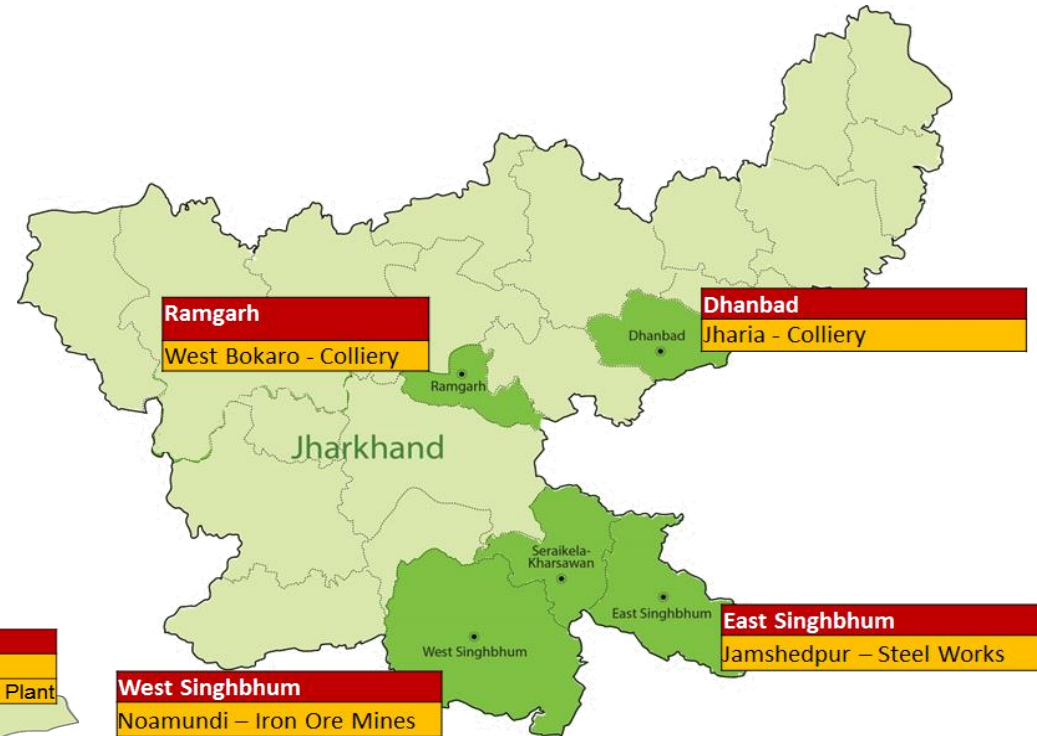 Ramgarh
West Bokaro - Colliery
Dhanbad
Jharia - Colliery
Dhanbad
Ramgarh
Jharkhand
Seraikela-
Kharsawan
East Singhbhum
West Singhbhum
East Singhbhum
Jamshedpur – Steel Works
Plant
West Singhbhum
Noamundi – Iron Ore Mines